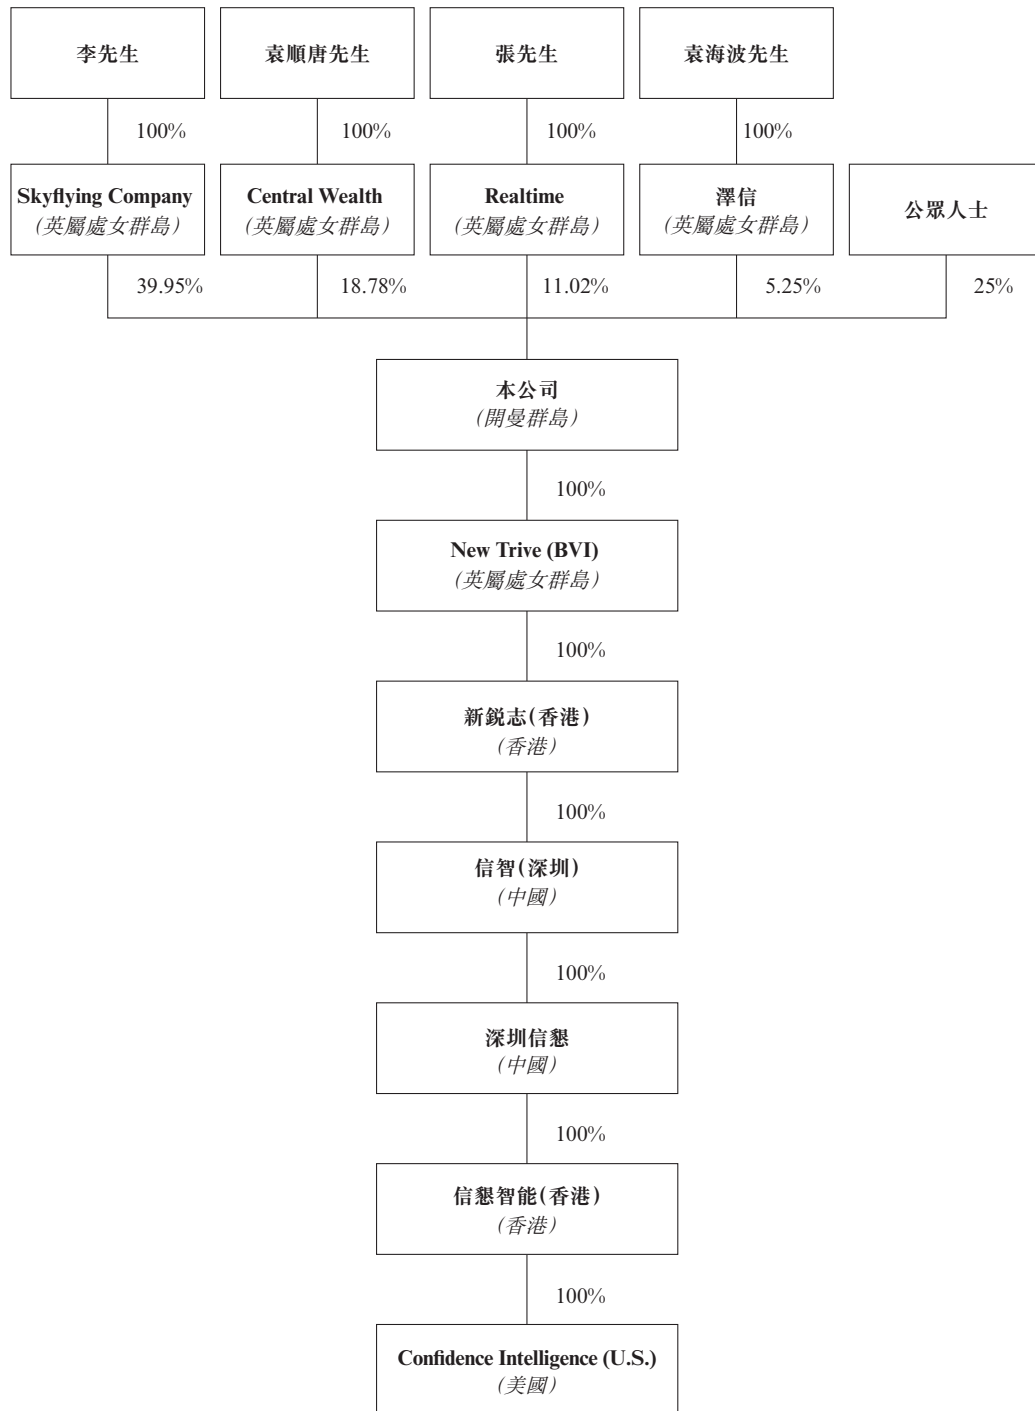 李先生
袁順唐先生
張先生
袁海波先生
100%
100%
100%
100%
Skyflying Company
(英屬處女群島)
Central Wealth
(英屬處女群島)
Realtime
(英屬處女群島)
澤信
(英屬處女群島)
公眾人士
39.95%
18.78%
11.02%
5.25%
25%
本公司
(開曼群島)
100%
New Trive (BVI)
(英屬處女群島)
100%
新銳志(香港)
(香港)
100%
信智(深圳)
(中國)
100%
深圳信懇
(中國)
100%
信懇智能(香港)
(香港)
100%
Confidence Intelligence (U.S.)
(美國)